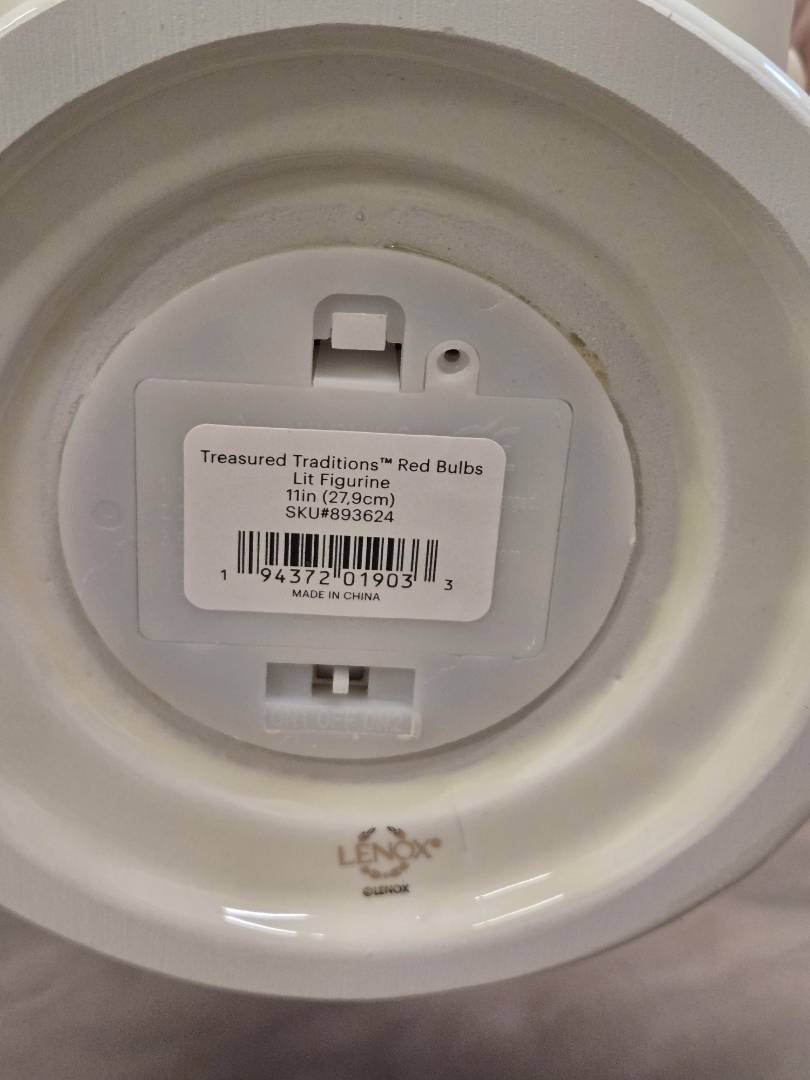 Treasured Traditions™ Red Bulbs
Lit Figurine
11in (27,9cm)
SKU#893624
1 94372 01903 3
MADE IN CHINA
OFF
LENOX®
©LENOX